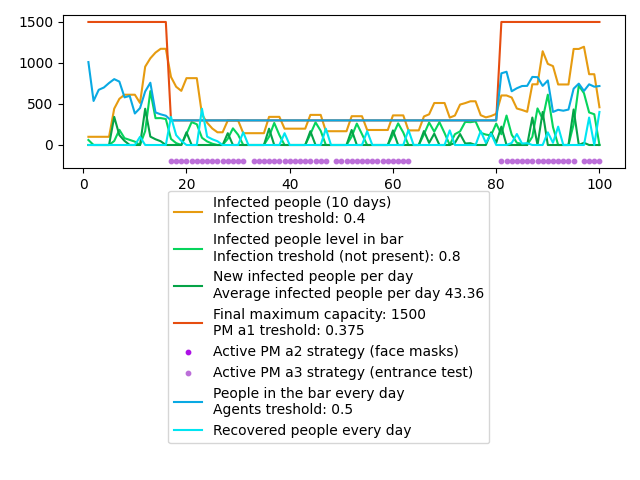 1500
1000
500
0
0 20 40 60 80 100
Infected people (10 days)
Infection treshold: 0.4
Infected people level in bar
Infection treshold (not present): 0.8
New infected people per day
Average infected people per day 43.36
Final maximum capacity: 1500
PM a1 treshold: 0.375
Active PM a2 strategy (face masks)
Active PM a3 strategy (entrance test)
People in the bar every day
Agents treshold: 0.5
Recovered people every day